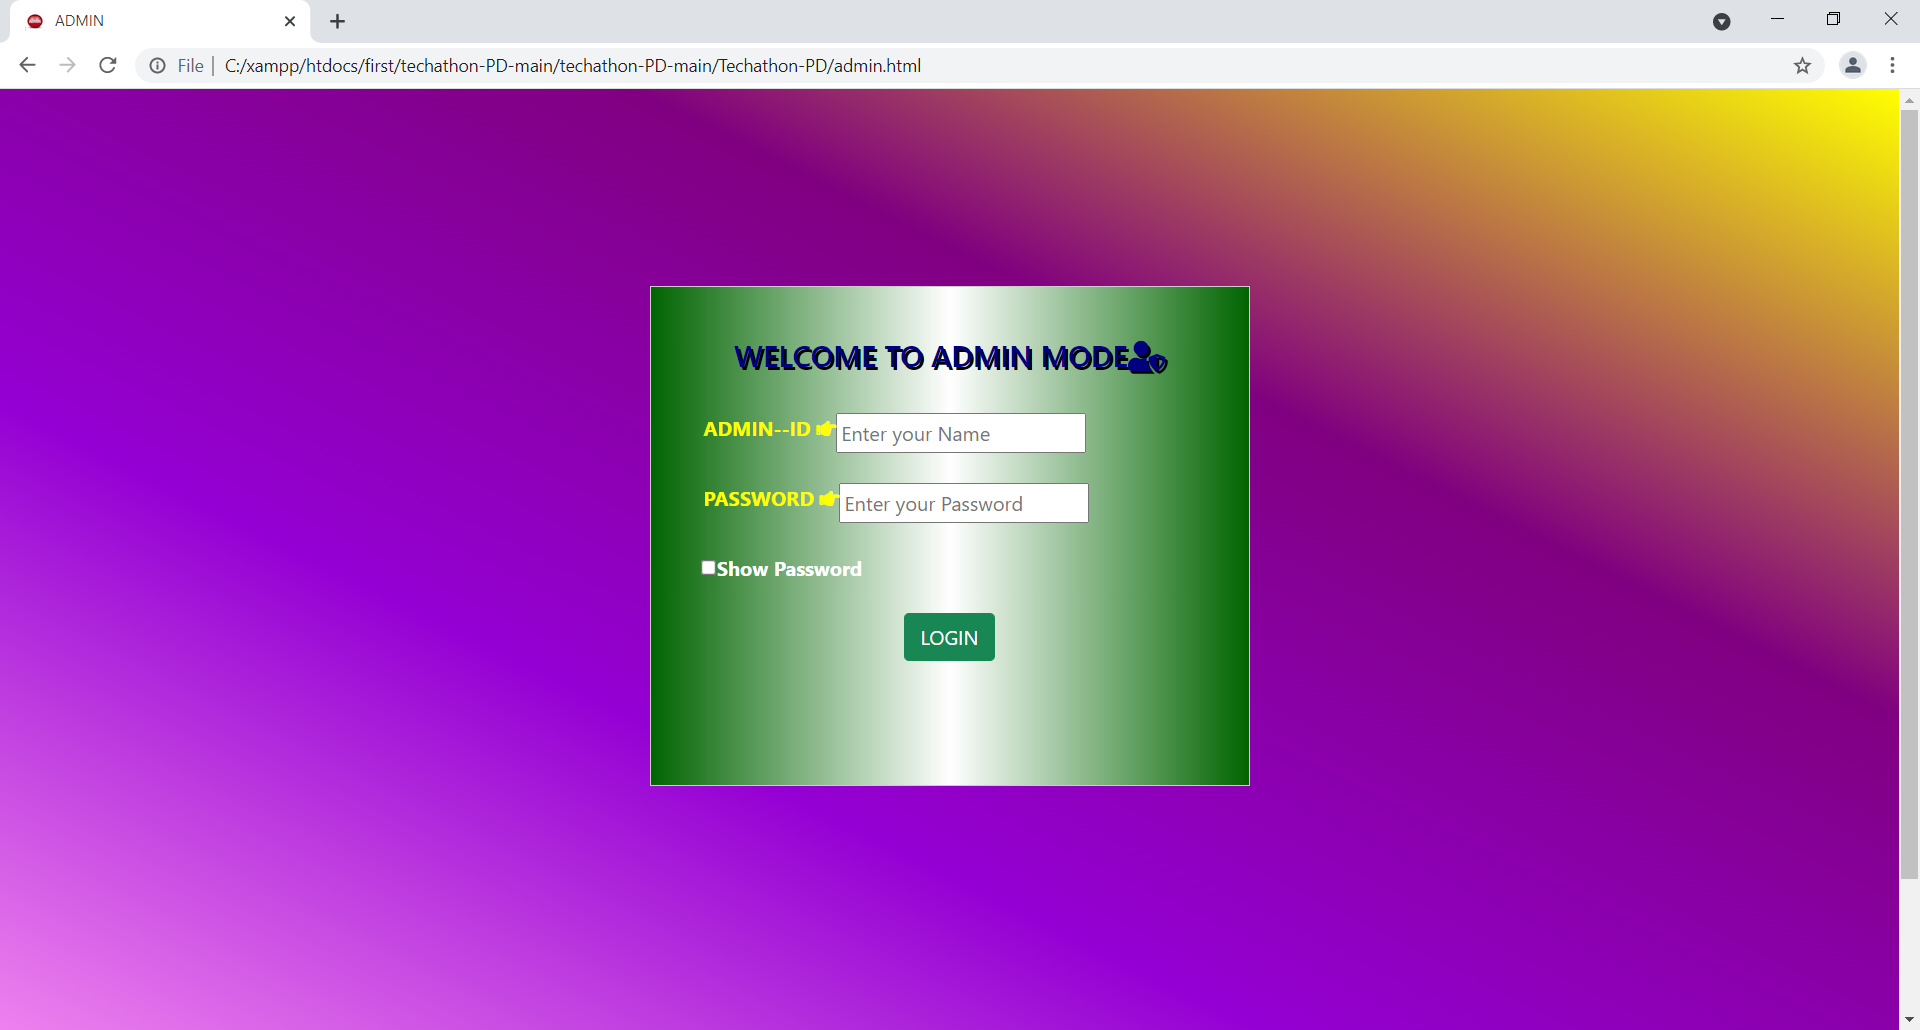 ADMIN
File | C:/xampp/htdocs/first/techathon-PD-main/techathon-PD-main/Techathon-PD/admin.html
WELCOME TO ADMIN MODE
ADMIN--ID Enter your Name
PASSWORD Enter your Password
Show Password
LOGIN